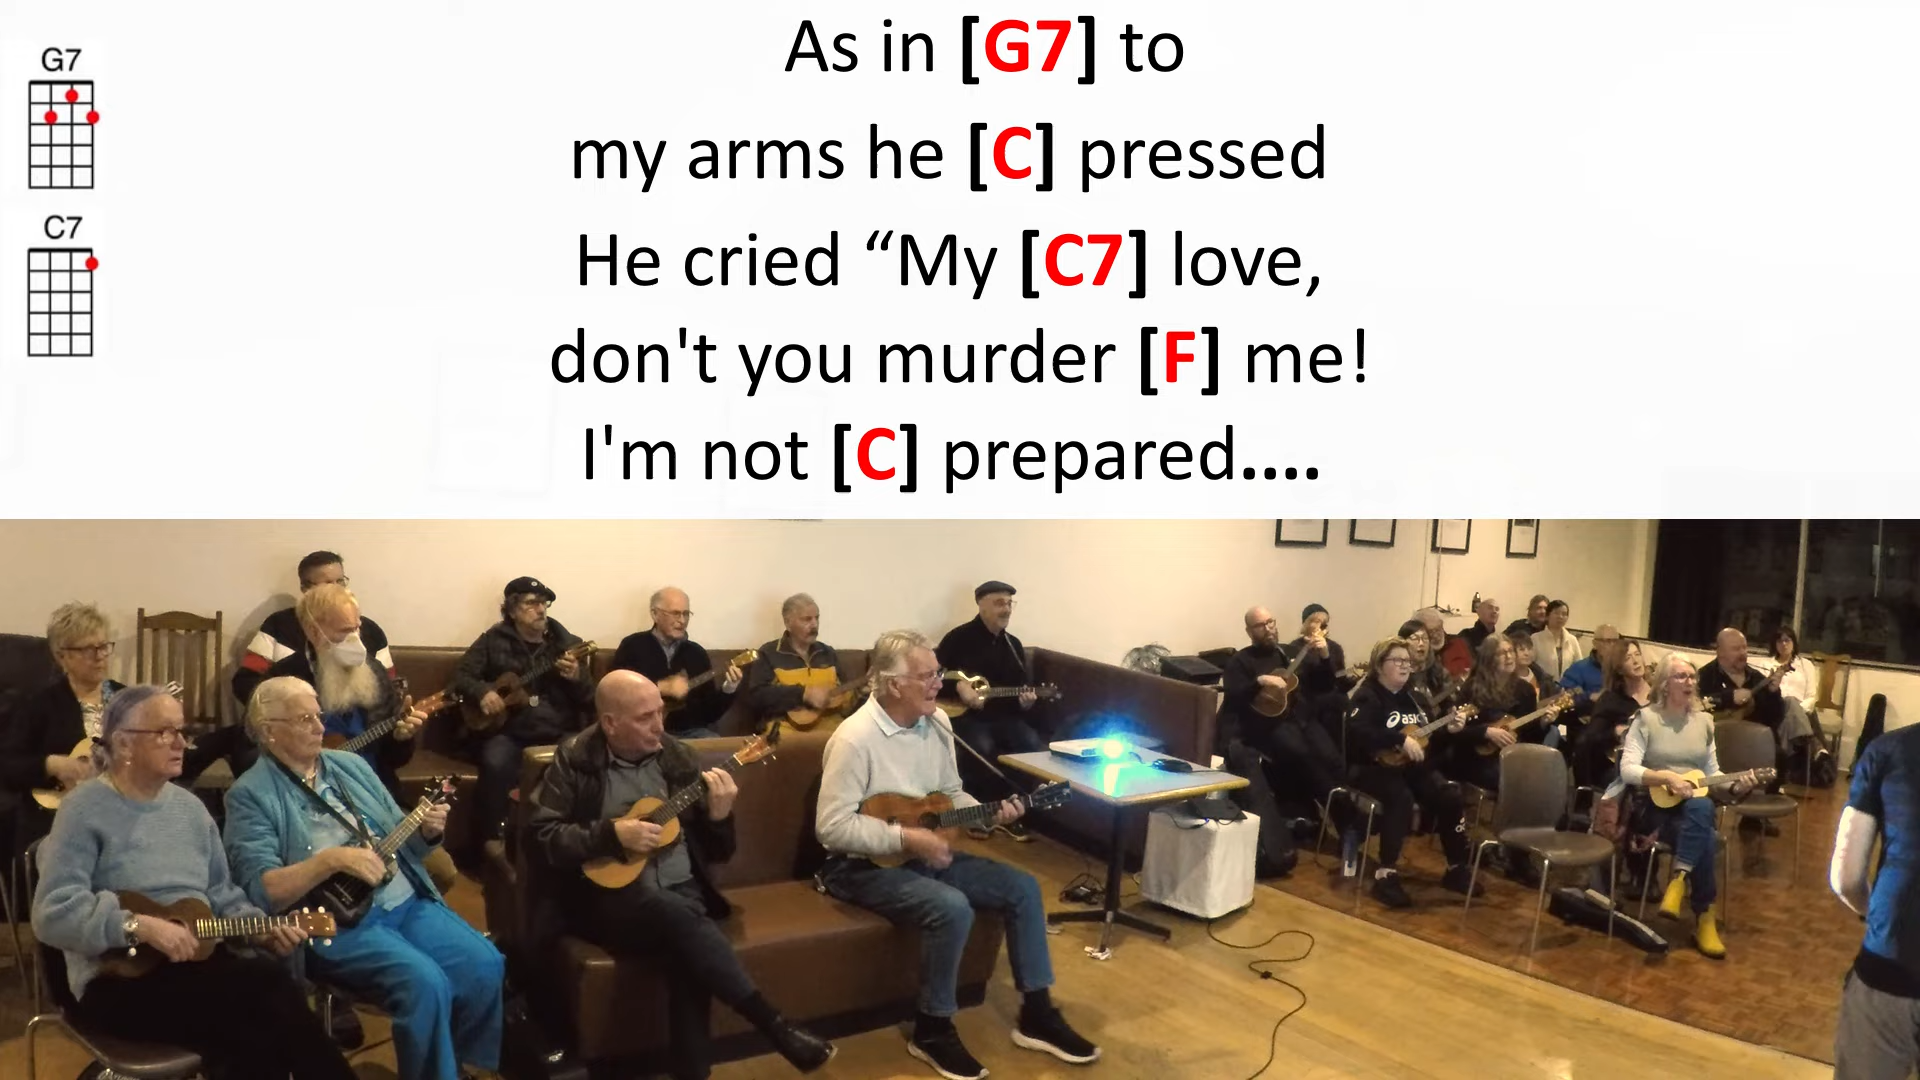 G7
As in [G7] to
my arms he [C] pressed
C7
He cried “My [C7] love,
don't you murder [F] me!
I'm not [C] prepared....
asics